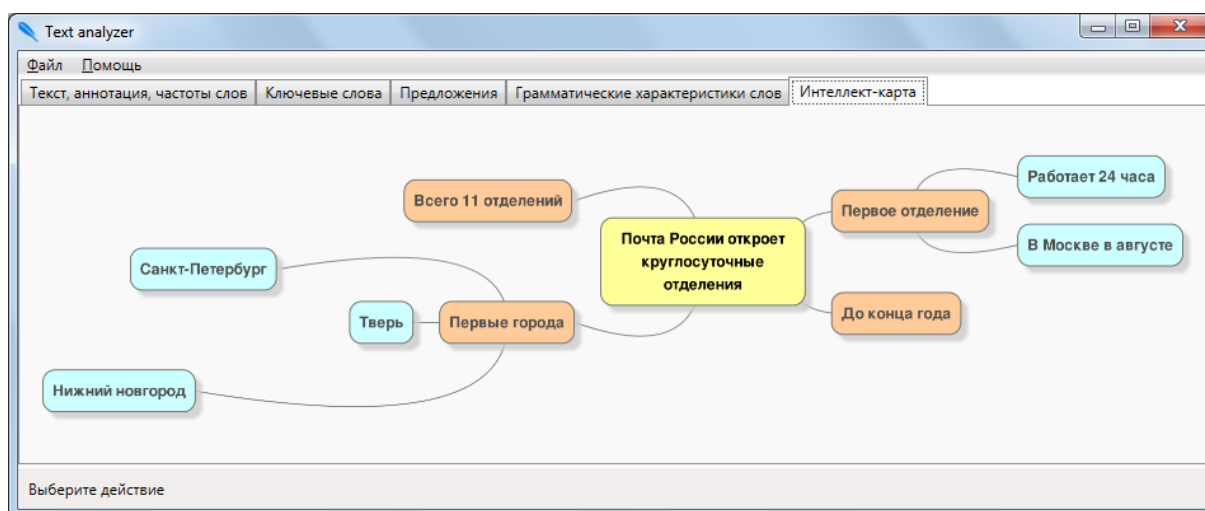 Text analyzer
Файл Помощь
Текст, аннотация, частоты слов Ключевые слова Предложения Грамматические характеристики слов Интеллект-карта
Всего 11 отделений
Почта России откроет
круглосуточные
отделения
Первое отделение
Работает 24 часа
В Москве в августе
До конца года
Санкт-Петербург
Тверь
Первые города
Нижний новгород
Выберите действие